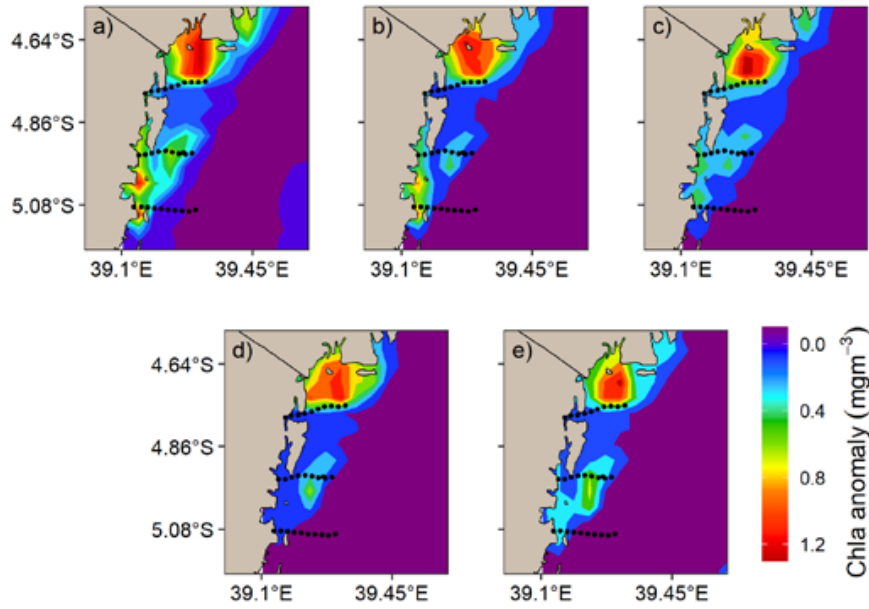 a)
b)
c)
4.64°S
4.86°S
5.08°S
39.1°E 39.45°E 39.1°E 39.45°E 39.1°E 39.45°E
d)
e)
4.64°S
4.86°S
5.08°S
39.1°E 39.45°E 39.1°E 39.45°E
0.0
0.4
0.8
1.2
Chla anomaly (mgm⁻³)